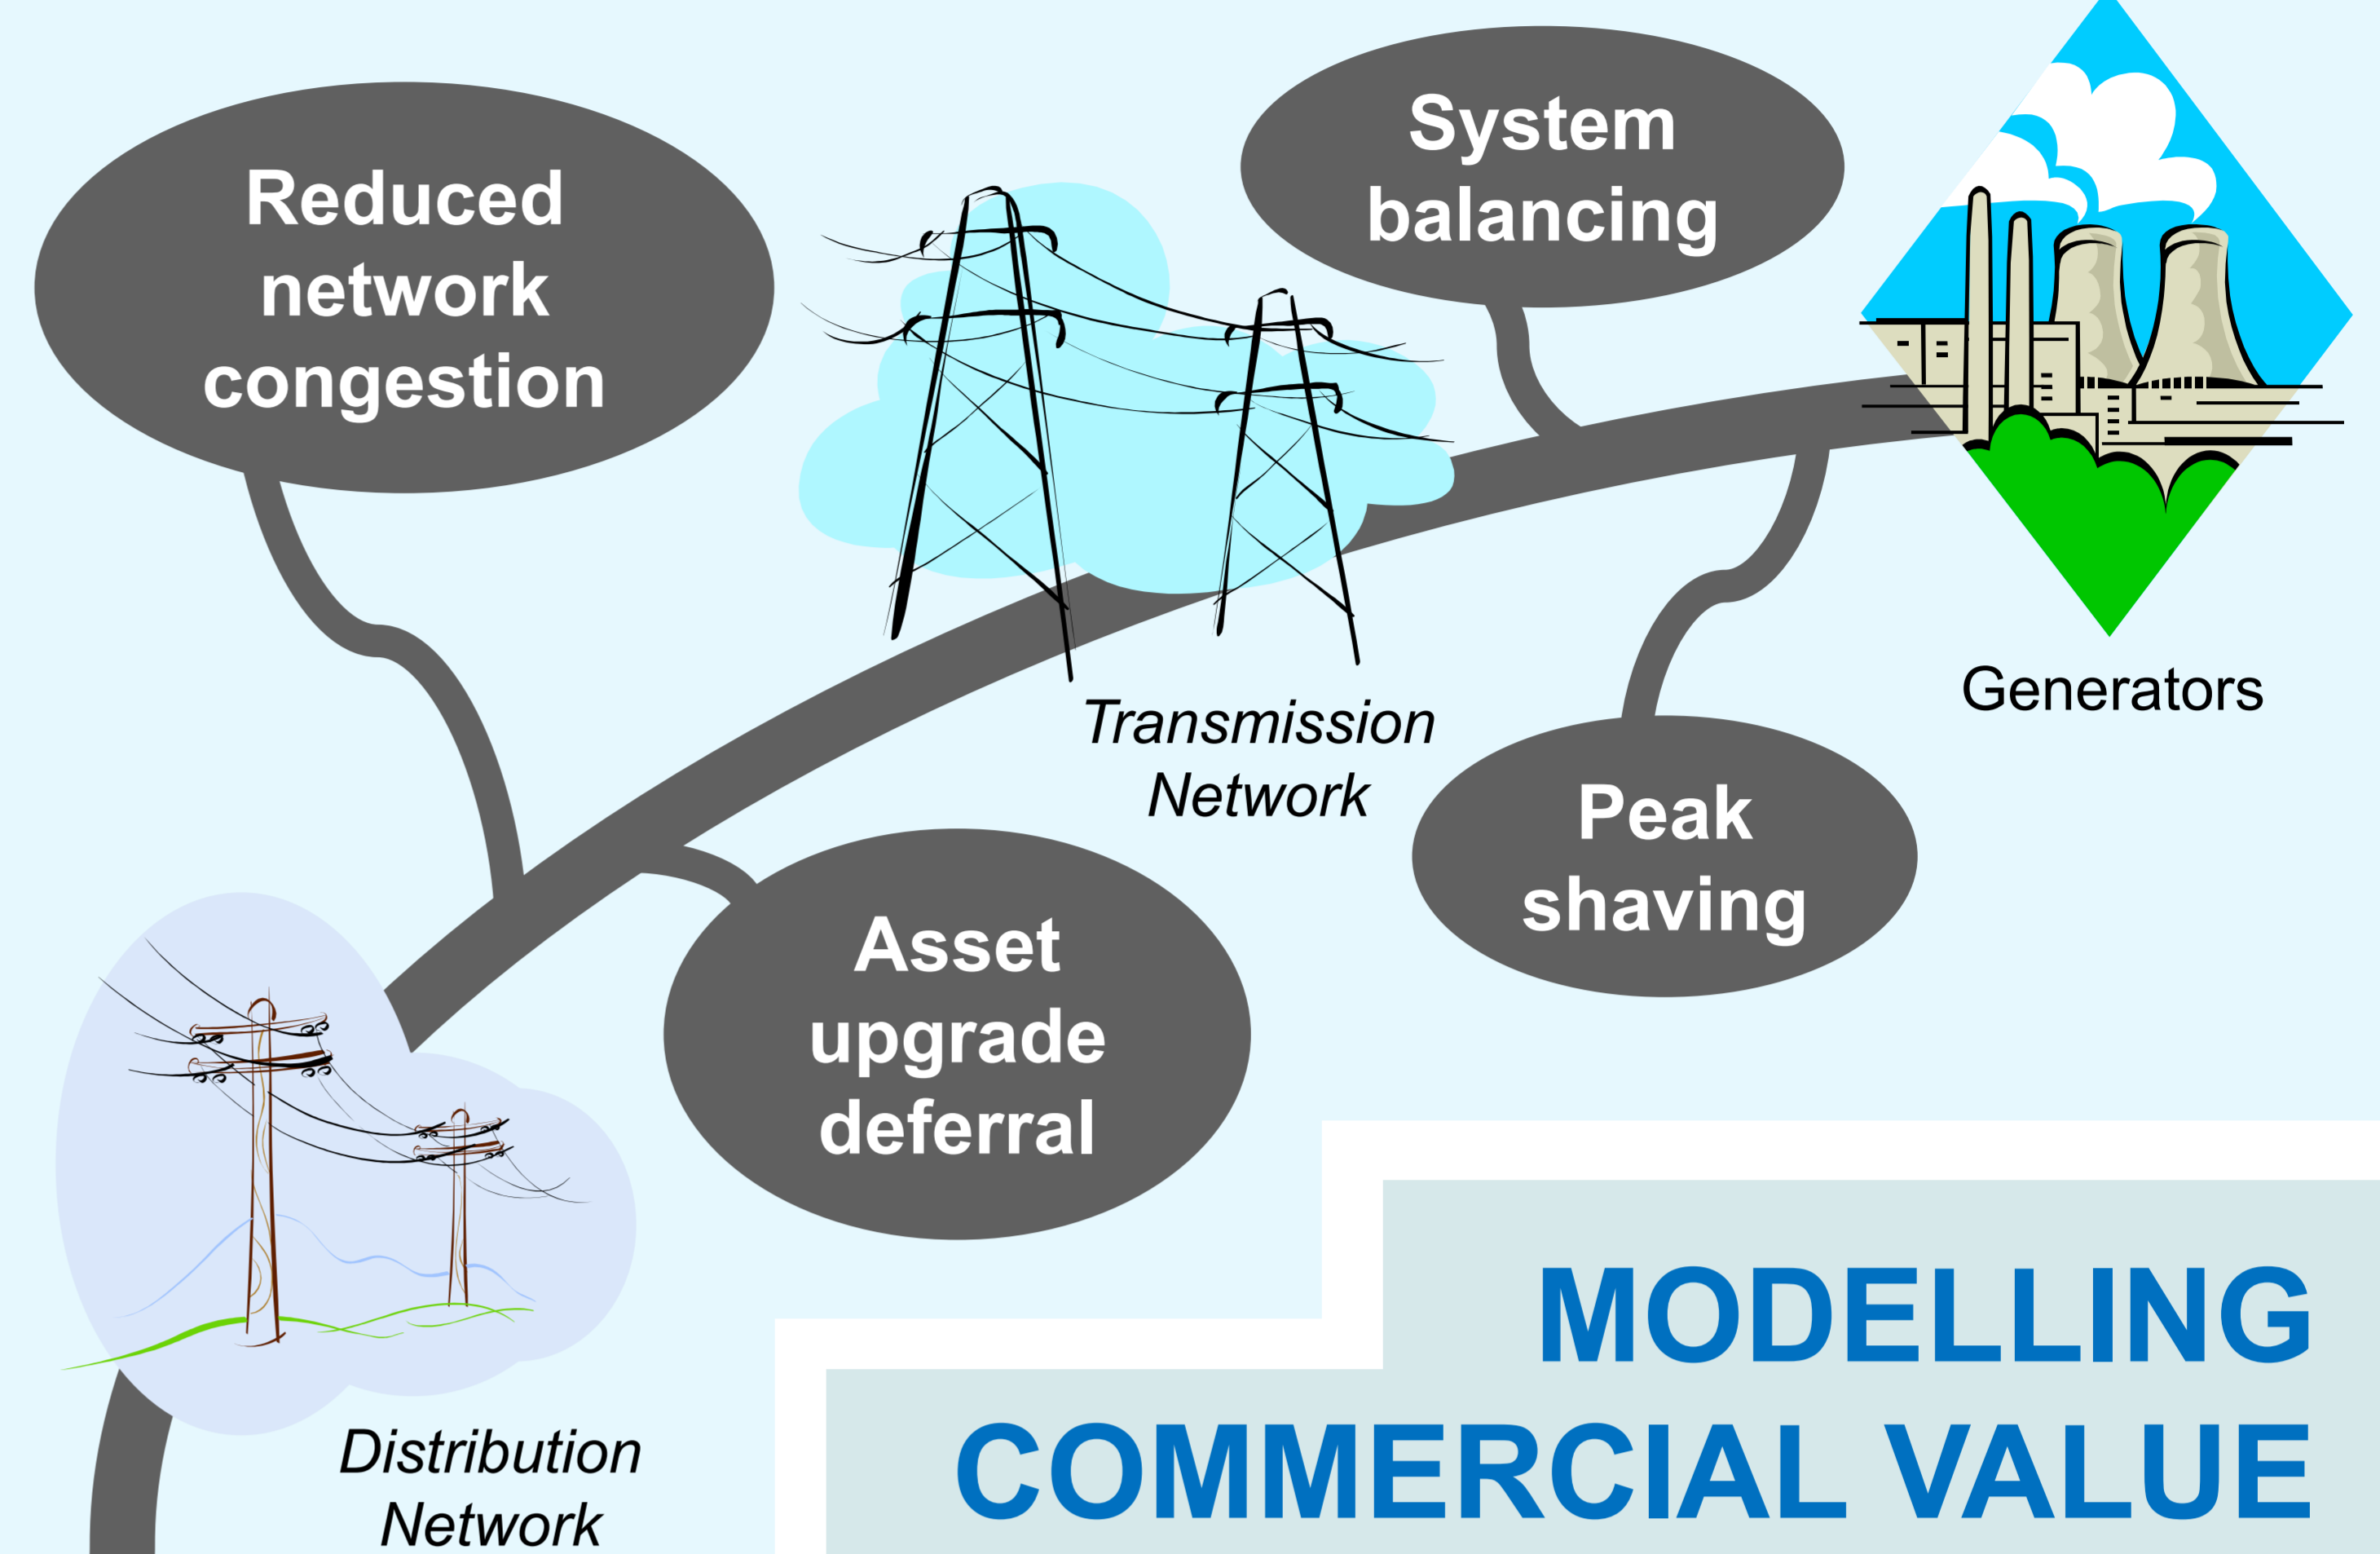 Reduced
network
congestion
System
balancing
Generators
Transmission
Network
Peak
shaving
Asset
upgrade
deferral
Distribution
Network
MODELLING
COMMERCIAL VALUE